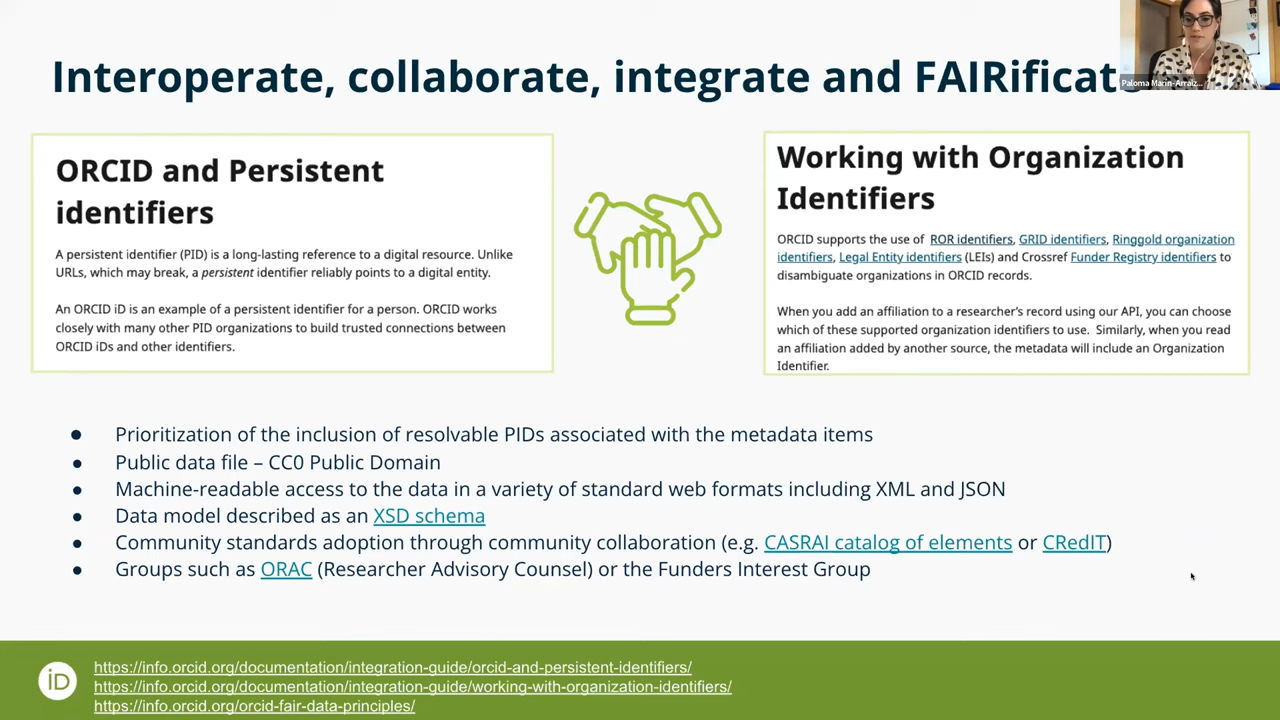 Interoperate, collaborate, integrate and FAIRificat
Paloma Marin-Arraiz...
ORCID and Persistent
identifiers
A persistent identifier (PID) is a long-lasting reference to a digital resource. Unlike
URLs, which may break, a persistent identifier reliably points to a digital entity.
An ORCID iD is an example of a persistent identifier for a person. ORCID works
closely with many other PID organizations to build trusted connections between
ORCID iDs and other identifiers.
Working with Organization
Identifiers
ORCID supports the use of ROR identifiers, GRID identifiers, Ringgold organization
identifiers, Legal Entity identifiers (LEIs) and Crossref Funder Registry identifiers to
disambiguate organizations in ORCID records.
When you add an affiliation to a researcher's record using our API, you can choose
which of these supported organization identifiers to use. Similarly, when you read
an affiliation added by another source, the metadata will include an Organization
Identifier.
● Prioritization of the inclusion of resolvable PIDs associated with the metadata items
● Public data file – CC0 Public Domain
● Machine-readable access to the data in a variety of standard web formats including XML and JSON
● Data model described as an XSD schema
● Community standards adoption through community collaboration (e.g. CASRAI catalog of elements or CRedIT)
● Groups such as ORAC (Researcher Advisory Counsel) or the Funders Interest Group
iD
https://info.orcid.org/documentation/integration-guide/orcid-and-persistent-identifiers/
https://info.orcid.org/documentation/integration-guide/working-with-organization-identifiers/
https://info.orcid.org/orcid-fair-data-principles/